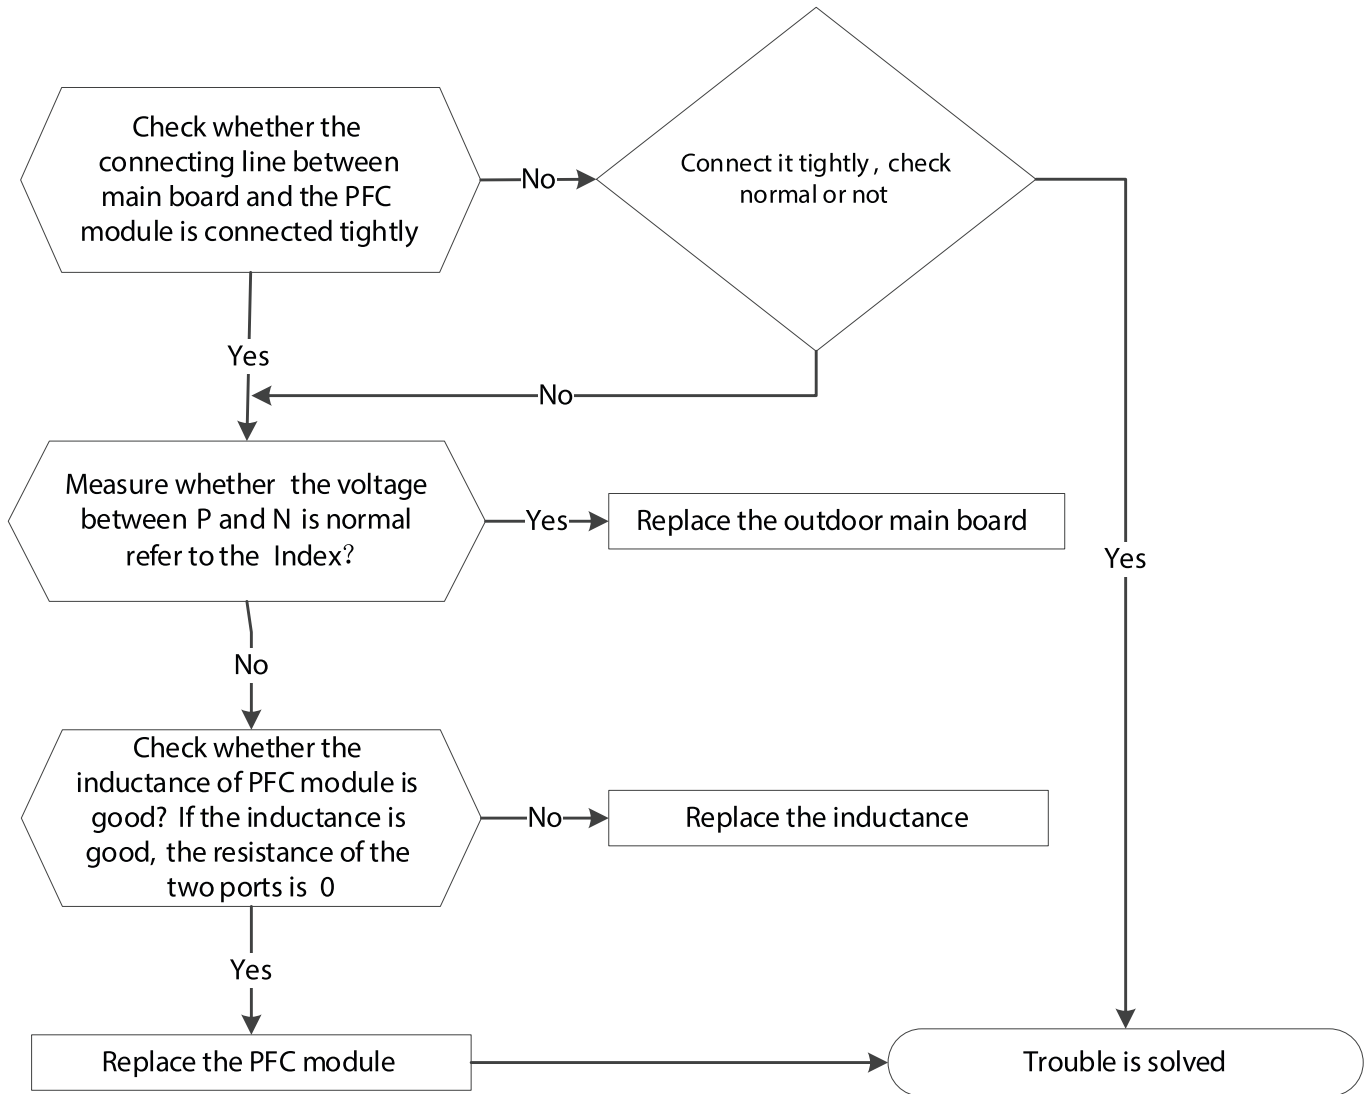 Check whether the
connecting line between
main board and the PFC
module is connected tightly
No
Connect it tightly, check
normal or not
Yes
No
Measure whether the voltage
between P and N is normal
refer to the Index?
Yes
Replace the outdoor main board
Yes
No
Check whether the
inductance of PFC module is
good? If the inductance is
good, the resistance of the
two ports is 0
No
Replace the inductance
Yes
Replace the PFC module
Trouble is solved